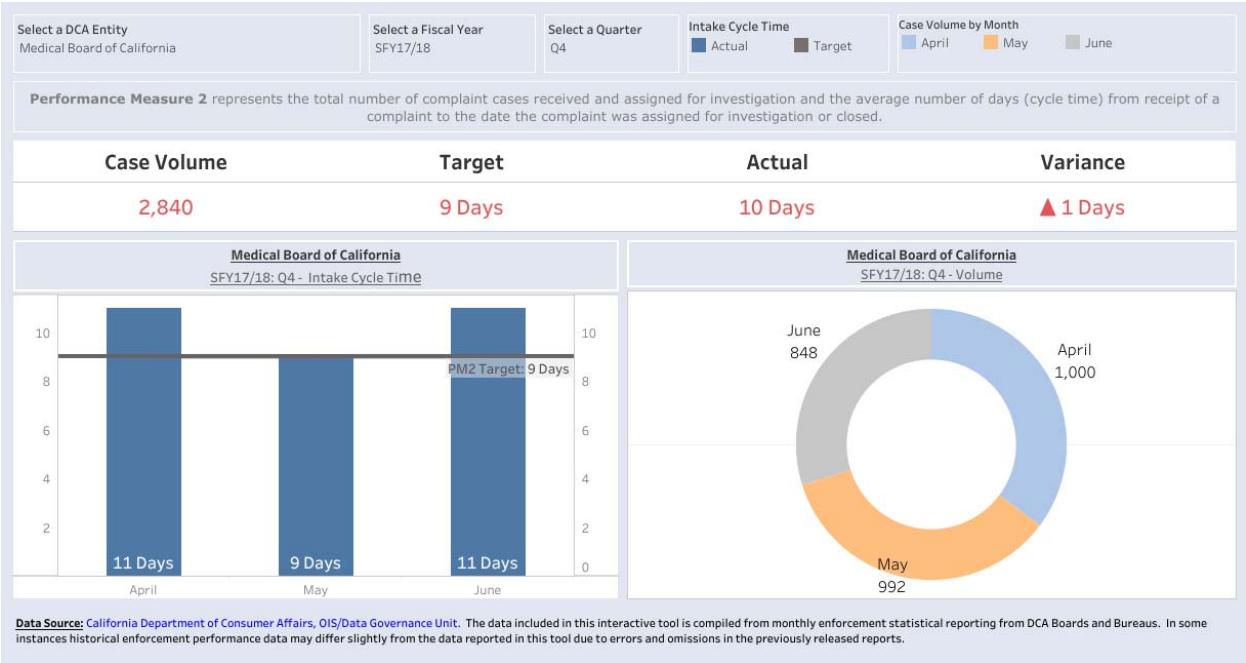 Select a DCA Entity
Medical Board of California
Select a Fiscal Year
SFY17/18
Select a Quarter
Q4
Intake Cycle Time
Actual
Target
Case Volume by Month
April
May
June
Performance Measure 2 represents the total number of complaint cases received and assigned for investigation and the average number of days (cycle time) from receipt of a
complaint to the date the complaint was assigned for investigation or closed.
Case Volume
Target
Actual
Variance
2,840
9 Days
10 Days
▲ 1 Days
Medical Board of California
SFY17/18: Q4 - Intake Cycle Time
10
8
6
4
2
10
8
6
4
2
0
PM2 Target: 9 Days
11 Days
9 Days
11 Days
April
May
June
Medical Board of California
SFY17/18: Q4 - Volume
June
848
April
1,000
May
992
Data Source: California Department of Consumer Affairs, OIS/Data Governance Unit. The data included in this interactive tool is compiled from monthly enforcement statistical reporting from DCA Boards and Bureaus. In some
instances historical enforcement performance data may differ slightly from the data reported in this tool due to errors and omissions in the previously released reports.